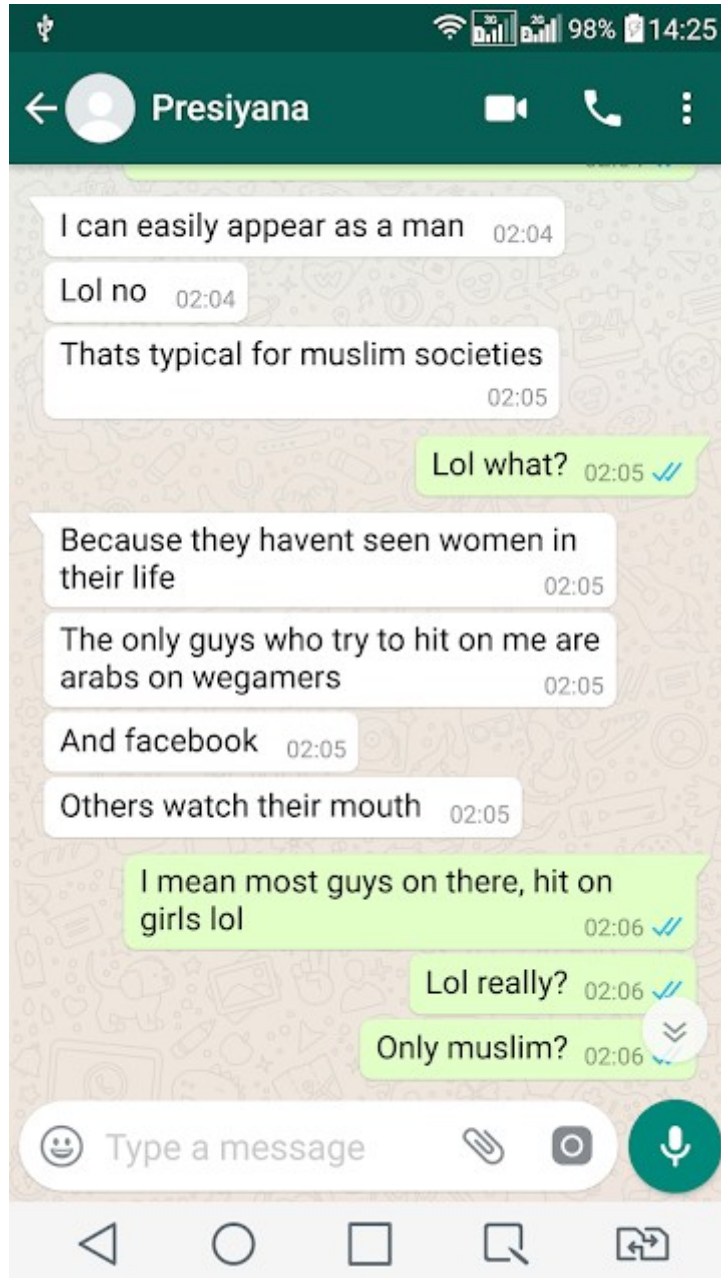 98% 14:25
Presiyana
I can easily appear as a man 02:04
Lol no 02:04
Thats typical for muslim societies
02:05
Lol what? 02:05
Because they havent seen women in
their life 02:05
The only guys who try to hit on me are
arabs on wegamers 02:05
And facebook 02:05
Others watch their mouth 02:05
I mean most guys on there, hit on
girls lol 02:06
Lol really? 02:06
Only muslim? 02:06
Type a message